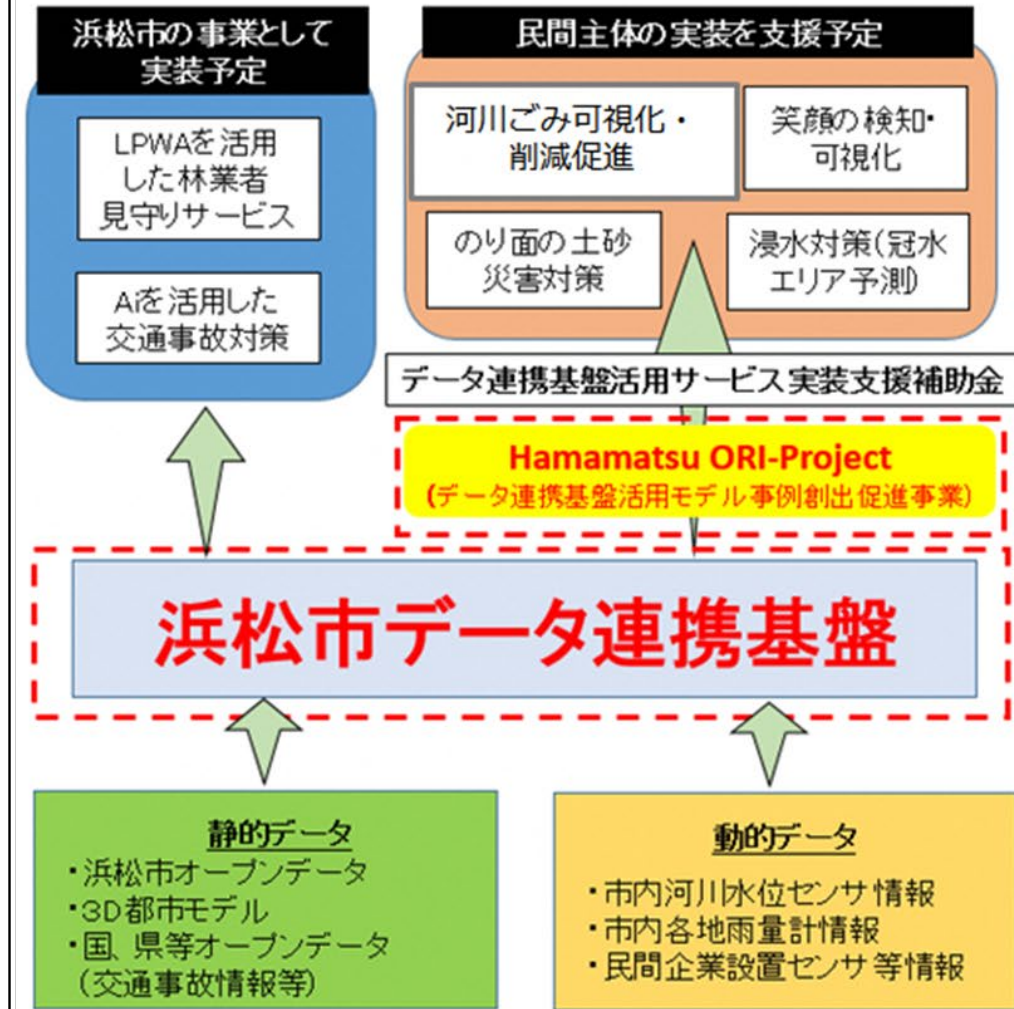 浜松市の事業として
実装予定
民間主体の実装を支援予定
LPWAを活用
した林業者
見守りサービス
Aiを活用した
交通事故対策
河川ごみ可視化・
削減促進
笑顔の検知・
可視化
のり面の土砂
災害対策
浸水対策(冠水
エリア予測)
データ連携基盤活用サービス実装支援補助金
Hamamatsu ORI-Project
(データ連携基盤活用モデル事例創出促進事業)
浜松市データ連携基盤
静的データ
・浜松市オープンデータ
・3D都市モデル
・国、県等オープンデータ
(交通事故情報等)
動的データ
・市内河川水位センサ情報
・市内各地雨量計情報
・民間企業設置センサ等情報